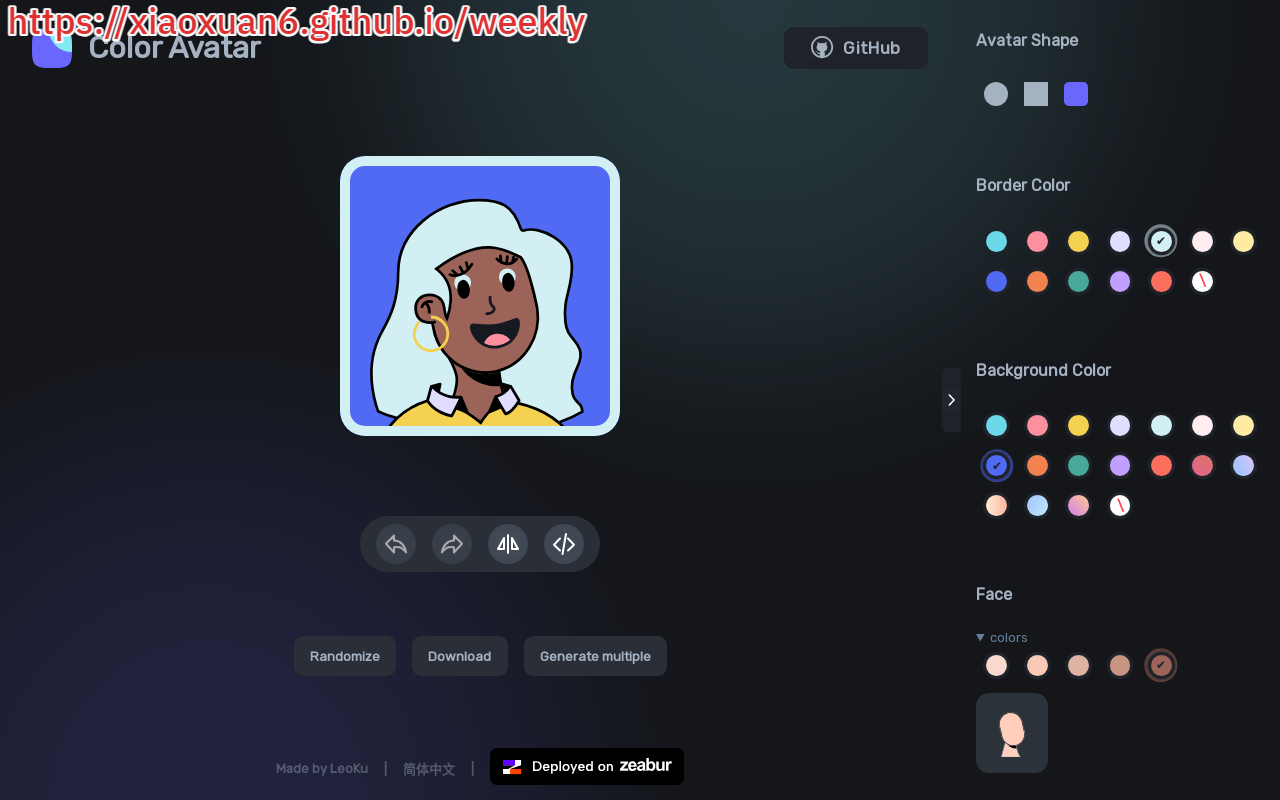 https://xiaoxuan6.github.io/weekly
Color Avatar
GitHub
Avatar Shape
Border Color
Background Color
Face
colors
Randomize
Download
Generate multiple
Made by LeoKu
简体中文
Deployed on zeabur